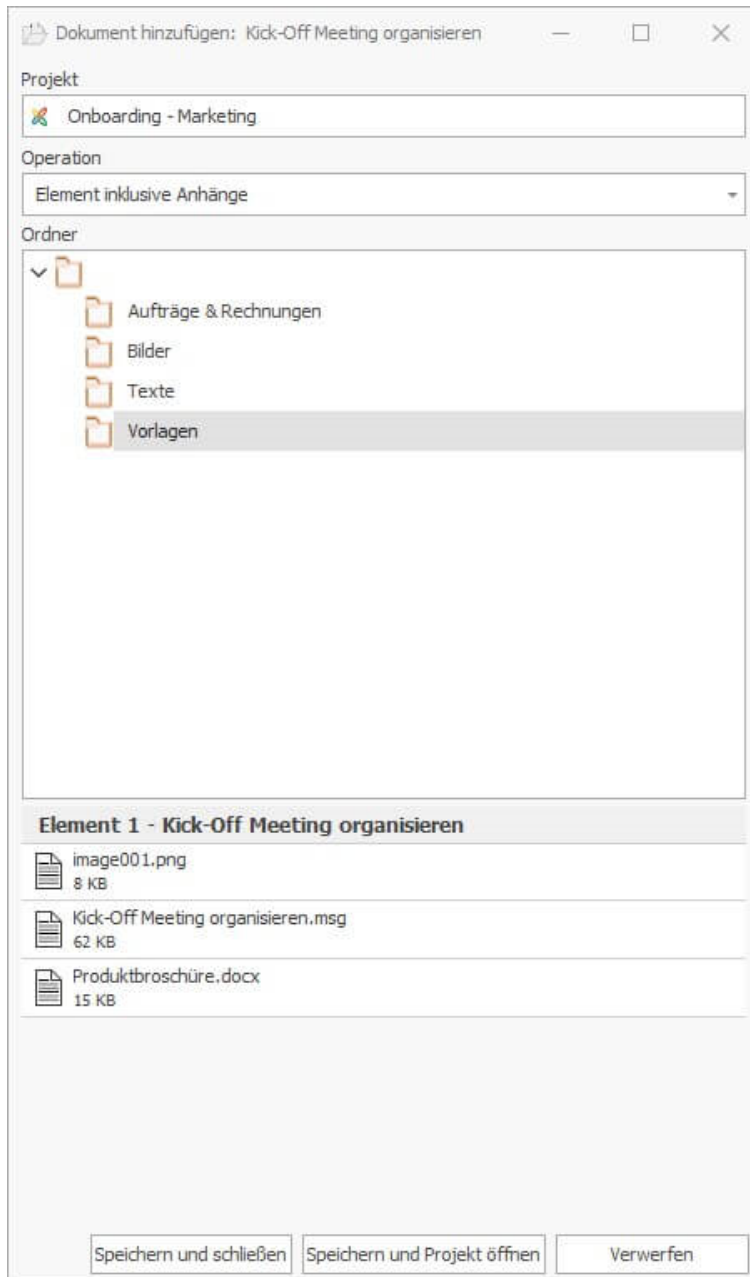 Dokument hinzufügen: Kick-Off Meeting organisieren
Projekt
Onboarding - Marketing
Operation
Element inklusive Anhänge
Ordner
Aufträge & Rechnungen
Bilder
Texte
Vorlagen
Element 1 - Kick-Off Meeting organisieren
image001.png
8 KB
Kick-Off Meeting organisieren.msg
62 KB
Produktbroschüre.docx
15 KB
Speichern und schließen Speichern und Projekt öffnen Verwerfen